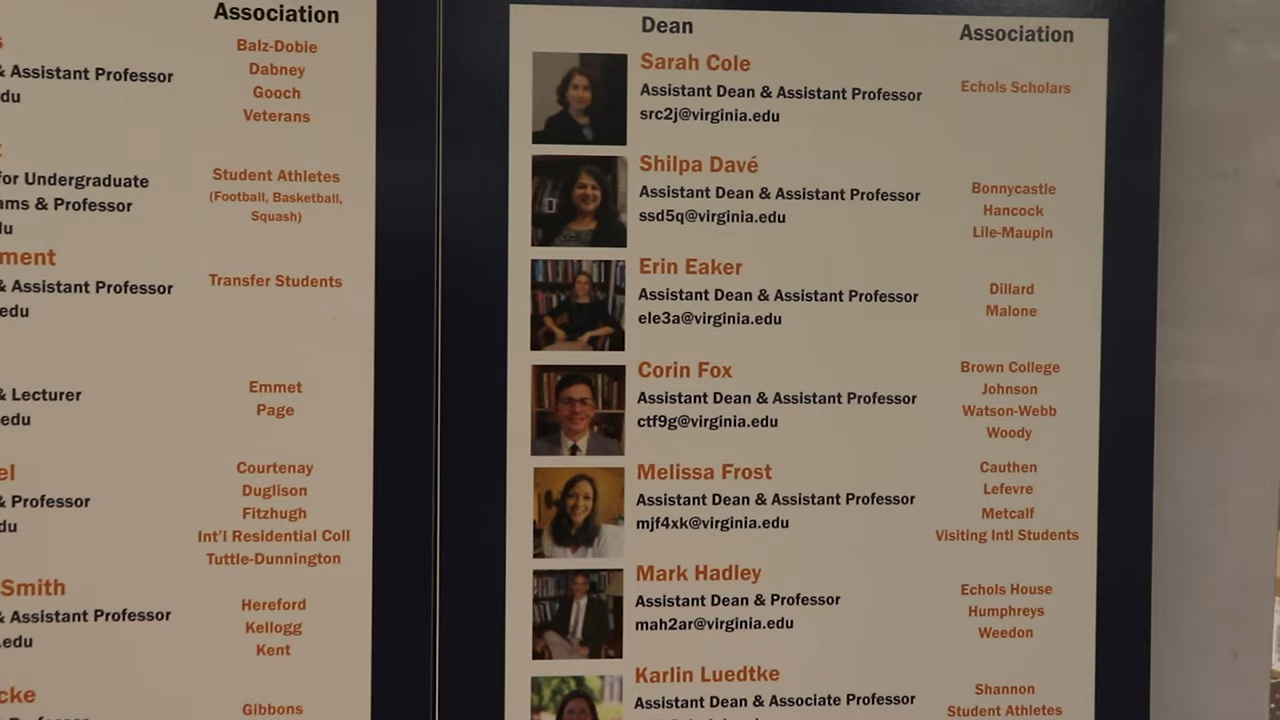 Association
Balz-Dobie
& Assistant Professor
Dabney
du
Gooch
Veterans
for Undergraduate
Student Athletes
ams & Professor
(Football, Basketball,
Squash)
du
ment
& Assistant Professor
Transfer Students
edu
& Lecturer
Emmet
edu
Page
el
Courtenay
& Professor
Duglison
du
Fitzhugh
Int'l Residential Coll
Tuttle-Dunnington
Smith
& Assistant Professor
Hereford
.edu
Kellogg
Kent
cke
Gibbons
Dean
Association
Sarah Cole
Assistant Dean & Assistant Professor
Echols Scholars
src2j@virginia.edu
Shilpa Davé
Assistant Dean & Assistant Professor
Bonnycastle
ssd5q@virginia.edu
Hancock
Lile-Maupin
Erin Eaker
Assistant Dean & Assistant Professor
Dillard
ele3a@virginia.edu
Malone
Corin Fox
Brown College
Assistant Dean & Assistant Professor
Johnson
ctf9g@virginia.edu
Watson-Webb
Woody
Melissa Frost
Cauthen
Assistant Dean & Assistant Professor
Lefevre
mjf4xk@virginia.edu
Metcalf
Visiting Intl Students
Mark Hadley
Echols House
Assistant Dean & Professor
Humphreys
mah2ar@virginia.edu
Weedon
Karlin Luedtke
Assistant Dean & Associate Professor
Shannon
Student Athletes